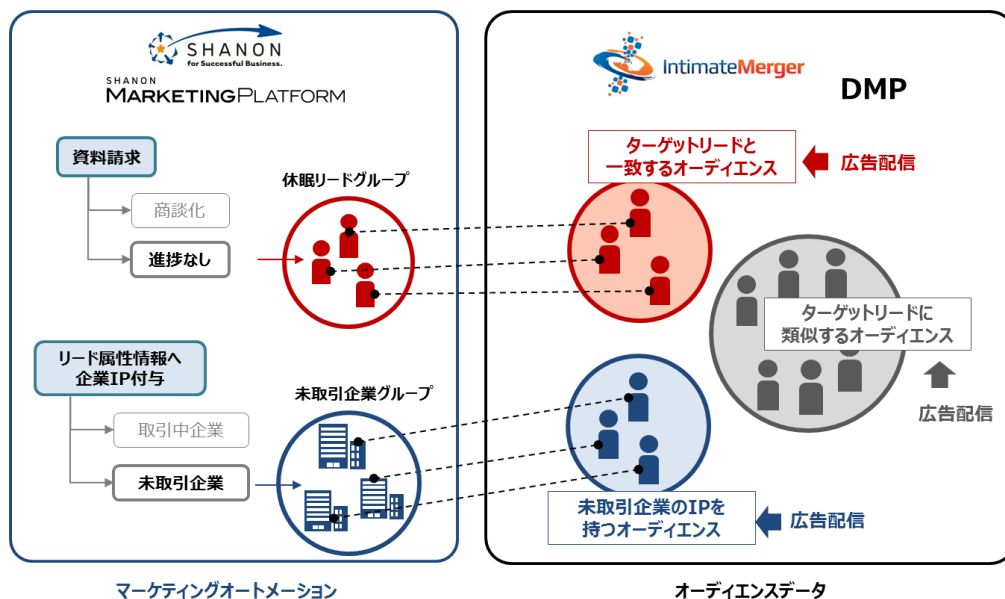 SHANON
for Successful Business.
SHANON
MARKETING PLATFORM
資料請求
商談化
進捗なし
休眠リードグループ
リード属性情報へ
企業IP付与
取引中企業
未取引企業
未取引企業グループ
マーケティングオートメーション
IntimateMerger
DMP
ターゲットリードと
一致するオーディエンス
広告配信
ターゲットリードに
類似するオーディエンス
広告配信
未取引企業のIPを
持つオーディエンス
広告配信
オーディエンスデータ